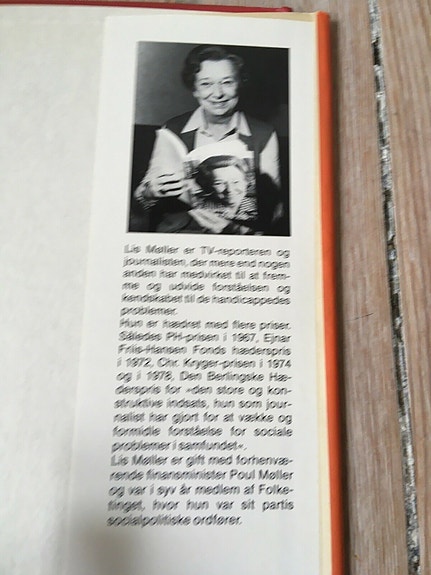 Lis Møller er TV-reporteren og
journalisten, der mere end nogen
anden har medvirket til at frem-
me og udvide forståelsen og
kendskabet til de handicappedes
problemer.
Hun er hædret med flere priser.
Således PH-prisen i 1967, Ejnar
Friis-Hansen Fonds hæderspris
i 1972, Chr. Kryger-prisen i 1974
og i 1978, Den Berlingske Hæ-
derspris for »den store og kon-
struktive indsats, hun som jour-
nalist har gjort for at vække og
formidle forståelse for sociale
problemer i samfundet«.
Lis Møller er gift med forhenvæ-
rende finansminister Poul Møller
og var i syv år medlem af Folke-
tinget, hvor hun var sit partis
socialpolitiske ordfører.